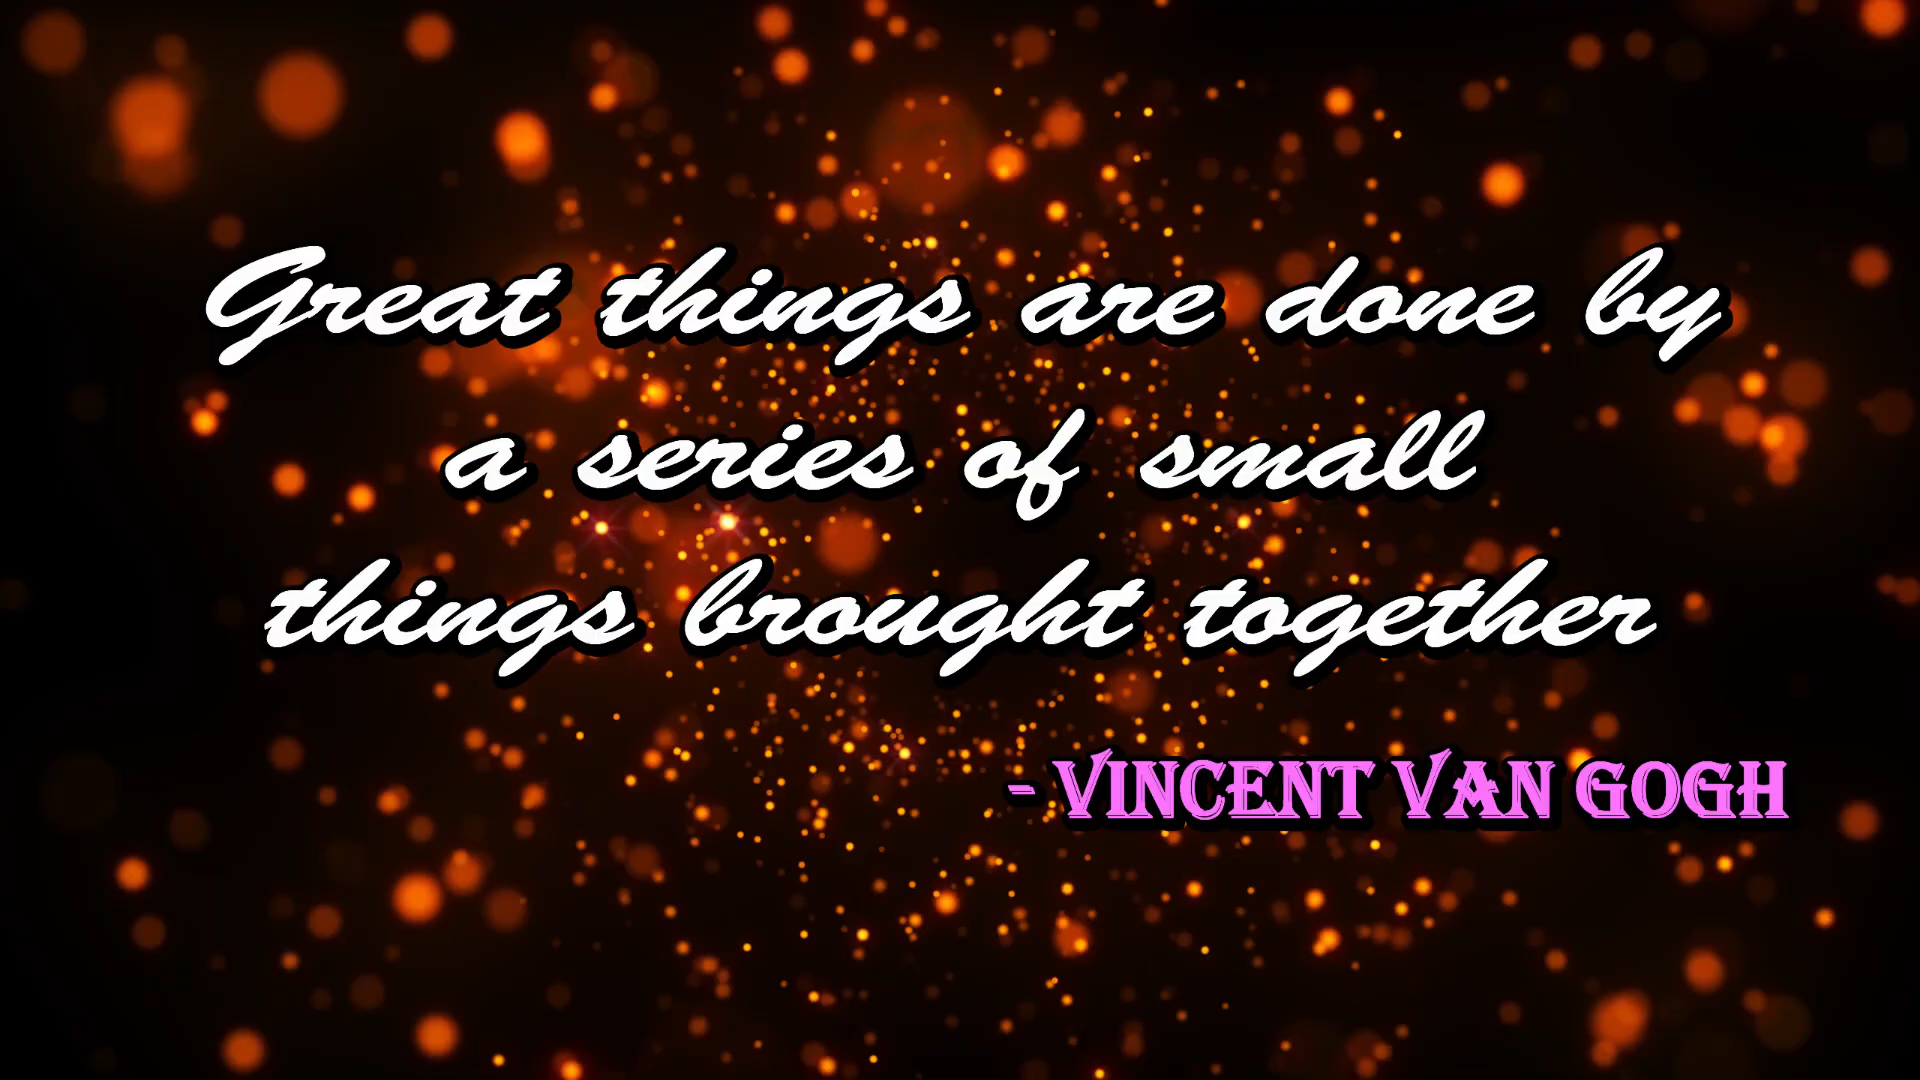 Great things are done by
a series of small
things brought together
- VINCENT VAN GOGH